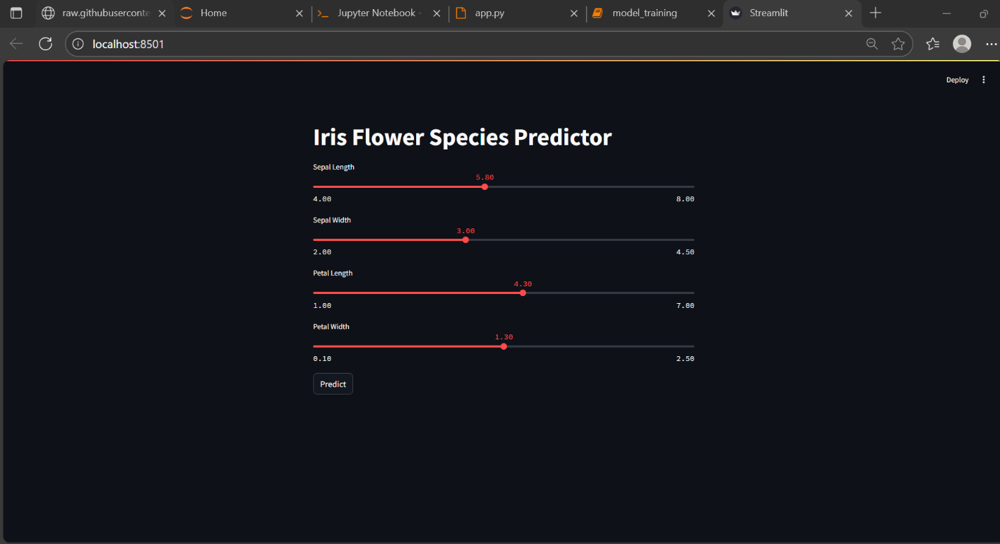 raw.githubuserconte
Home
Jupyter Notebook -
app.py
model_training
Streamlit
localhost:8501
Deploy
Iris Flower Species Predictor
Sepal Length
5.80
4.00 8.00
Sepal Width
3.00
2.00 4.50
Petal Length
4.30
1.00 7.00
Petal Width
1.30
0.10 2.50
Predict